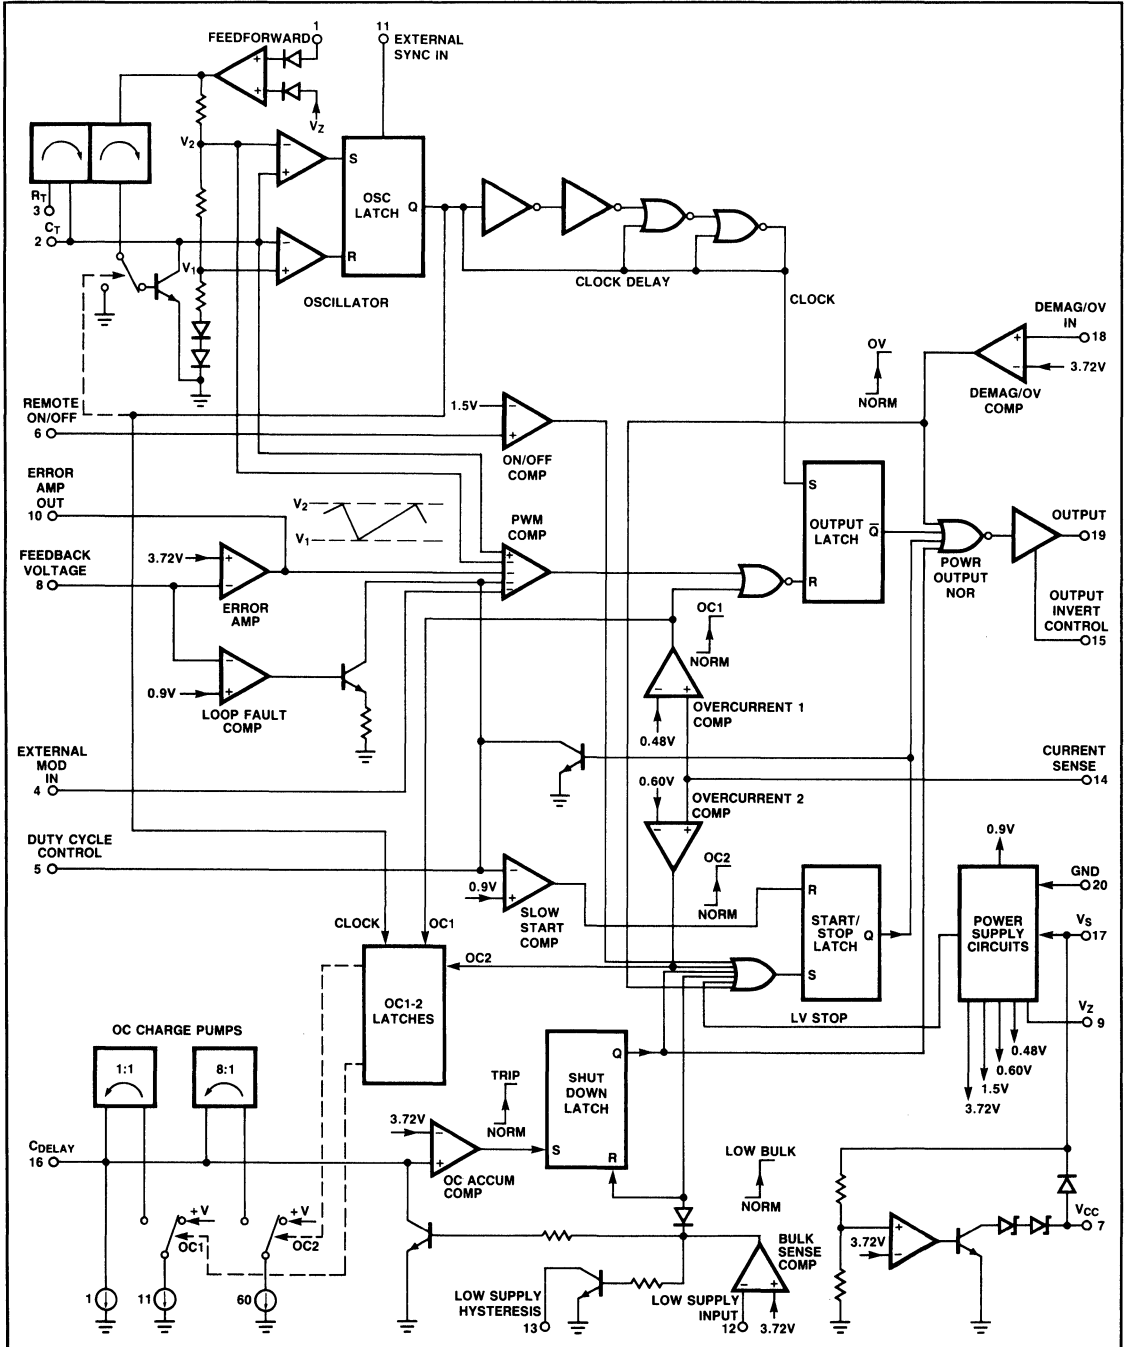 FEEDFORWARD
1
11
EXTERNAL
SYNC IN
+
+
VZ
V2
−
+
S
OSC
LATCH
Q
RT
3
CT
2
V1
−
+
R
OSCILLATOR
CLOCK DELAY
CLOCK
DEMAG/OV
IN
18
+
−
3.72V
DEMAG/OV
COMP
OV
NORM
REMOTE
ON/OFF
6
1.5V
−
+
ON/OFF
COMP
ERROR
AMP
OUT
10
V2
V1
PWM
COMP
+
−
−
−
−
S
OUTPUT
LATCH
Q
R
OUTPUT
19
POWR
OUTPUT
NOR
OUTPUT
INVERT
CONTROL
15
FEEDBACK
VOLTAGE
8
3.72V
+
−
ERROR
AMP
OC1
NORM
−
+
OVERCURRENT 1
COMP
0.48V
0.9V
−
+
LOOP FAULT
COMP
EXTERNAL
MOD
IN
4
CURRENT
SENSE
14
0.60V
OVERCURRENT 2
COMP
−
+
OC2
NORM
DUTY CYCLE
CONTROL
5
0.9V
−
+
SLOW
START
COMP
R
START/
STOP
LATCH
Q
S
0.9V
POWER
SUPPLY
CIRCUITS
GND
20
VS
17
VZ
9
CLOCK
OC1
OC2
OC1-2
LATCHES
LV STOP
0.48V
0.60V
1.5V
3.72V
OC CHARGE PUMPS
1:1
8:1
Q
SHUT
DOWN
LATCH
S
R
TRIP
NORM
3.72V
−
+
OC ACCUM
COMP
CDELAY
16
LOW BULK
NORM
+ V
OC1
+ V
OC2
1
11
60
BULK
SENSE
COMP
−
+
LOW SUPPLY
HYSTERESIS
13
LOW SUPPLY
INPUT
12
3.72V
3.72V
+
−
VCC
7